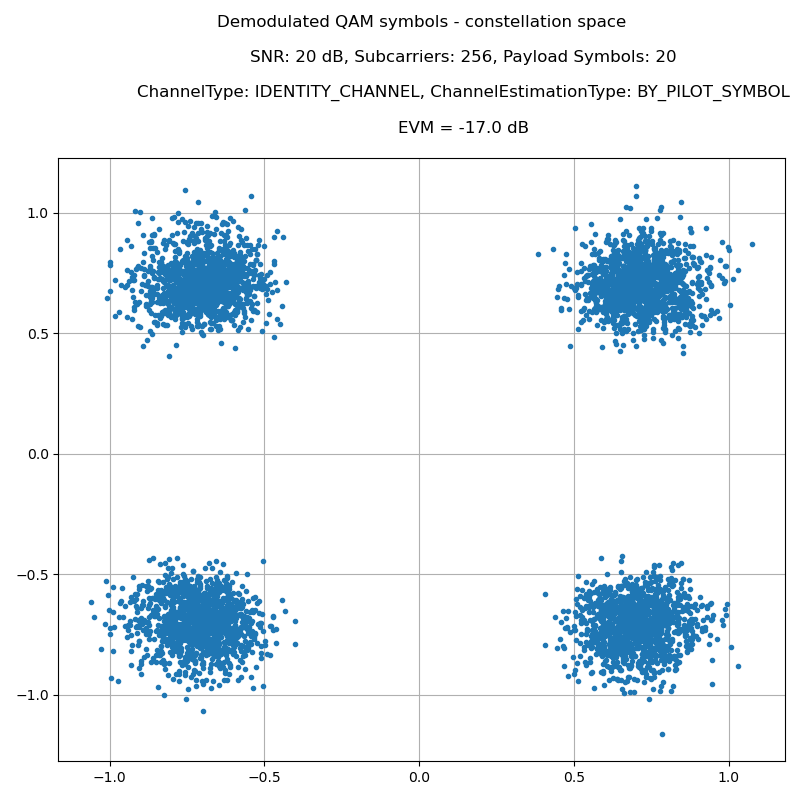 Demodulated QAM symbols - constellation space
SNR: 20 dB, Subcarriers: 256, Payload Symbols: 20
ChannelType: IDENTITY_CHANNEL, ChannelEstimationType: BY_PILOT_SYMBOL
EVM = -17.0 dB
1.0
0.5
0.0
−0.5
−1.0
−1.0 −0.5 0.0 0.5 1.0